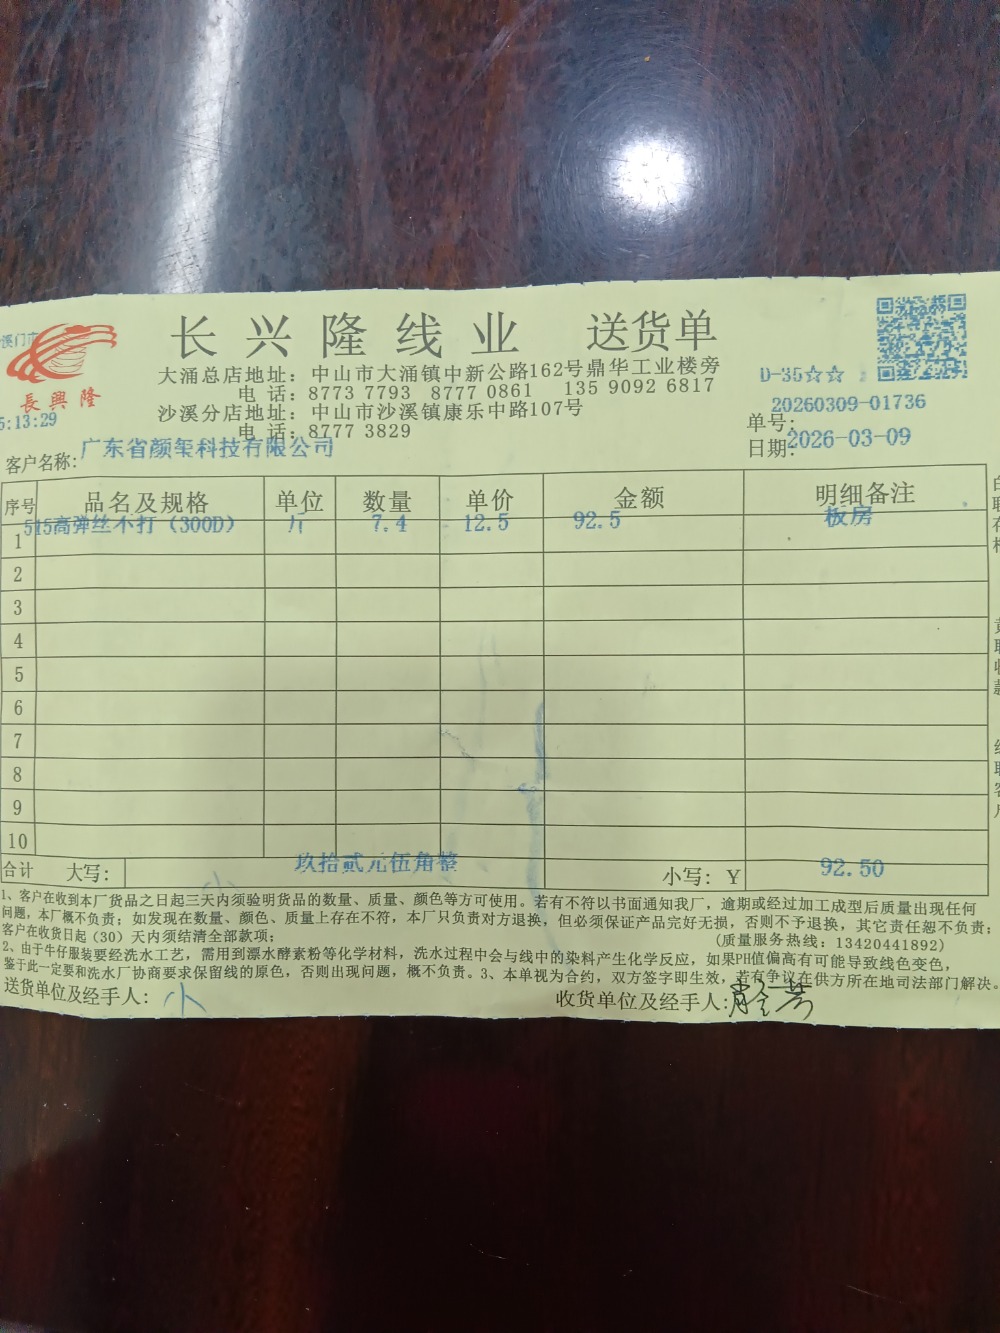 长兴隆线业 送货单
溪门市
長興隆
大涌总店地址：中山市大涌镇中新公路162号鼎华工业楼旁
电 话：8773 7793 8777 0861 135 9092 6817
沙溪分店地址：中山市沙溪镇康乐中路107号
电 话：8777 3829
D-35☆☆
5:13:29
单号：20260309-01736
日期：2026-03-09
客户名称：广东省颜玺科技有限公司
序号 品名及规格 单位 数量 单价 金额 明细备注
1 515高弹丝不打（300D） 斤 7.4 12.5 92.5 板房
2
3
4
5
6
7
8
9
10
合计 大写： 玖拾贰元伍角整 小写：Y 92.50
1、客户在收到本厂货品之日起三天内须验明货品的数量、质量、颜色等方可使用。若有不符以书面通知我厂，逾期或经过加工成型后质量出现任何
问题，本厂概不负责；如发现在数量、颜色、质量上存在不符，本厂只负责对方退换，但必须保证产品完好无损，否则不予退换，其它责任恕不负责；
客户在收货日起（30）天内须结清全部款项； （质量服务热线：13420441892）
2、由于牛仔服装要经洗水工艺，需用到漂水酵素粉等化学材料，洗水过程中会与线中的染料产生化学反应，如果PH值偏高有可能导致线色变色，
鉴于此一定要和洗水厂协商要求保留线的原色，否则出现问题，概不负责。3、本单视为合约，双方签字即生效，若有争议在供方所在地司法部门解决。
送货单位及经手人：小
收货单位及经手人：